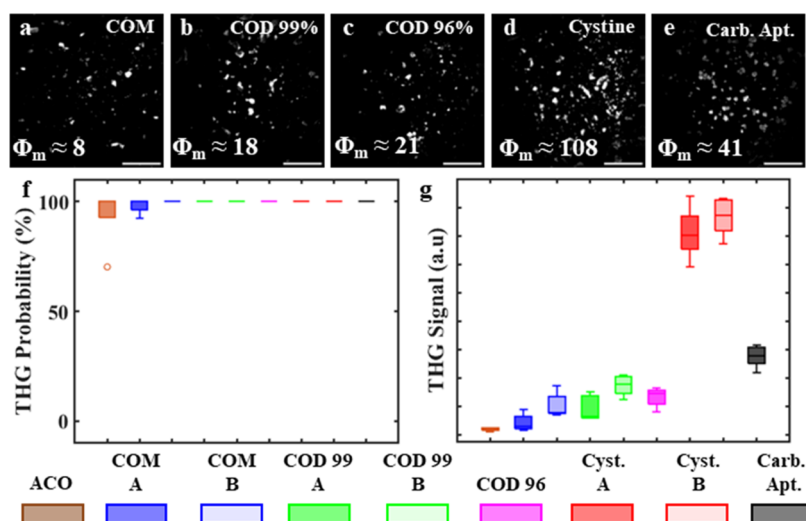 a COM
b COD 99%
c COD 96%
d Cystine
e Carb. Apt.
Φm ≈ 8
Φm ≈ 18
Φm ≈ 21
Φm ≈ 108
Φm ≈ 41
f
THG Probability (%)
100
50
0
g
THG Signal (a.u)
ACO
COM A
COM B
COD 99 A
COD 99 B
COD 96
Cyst. A
Cyst. B
Carb. Apt.